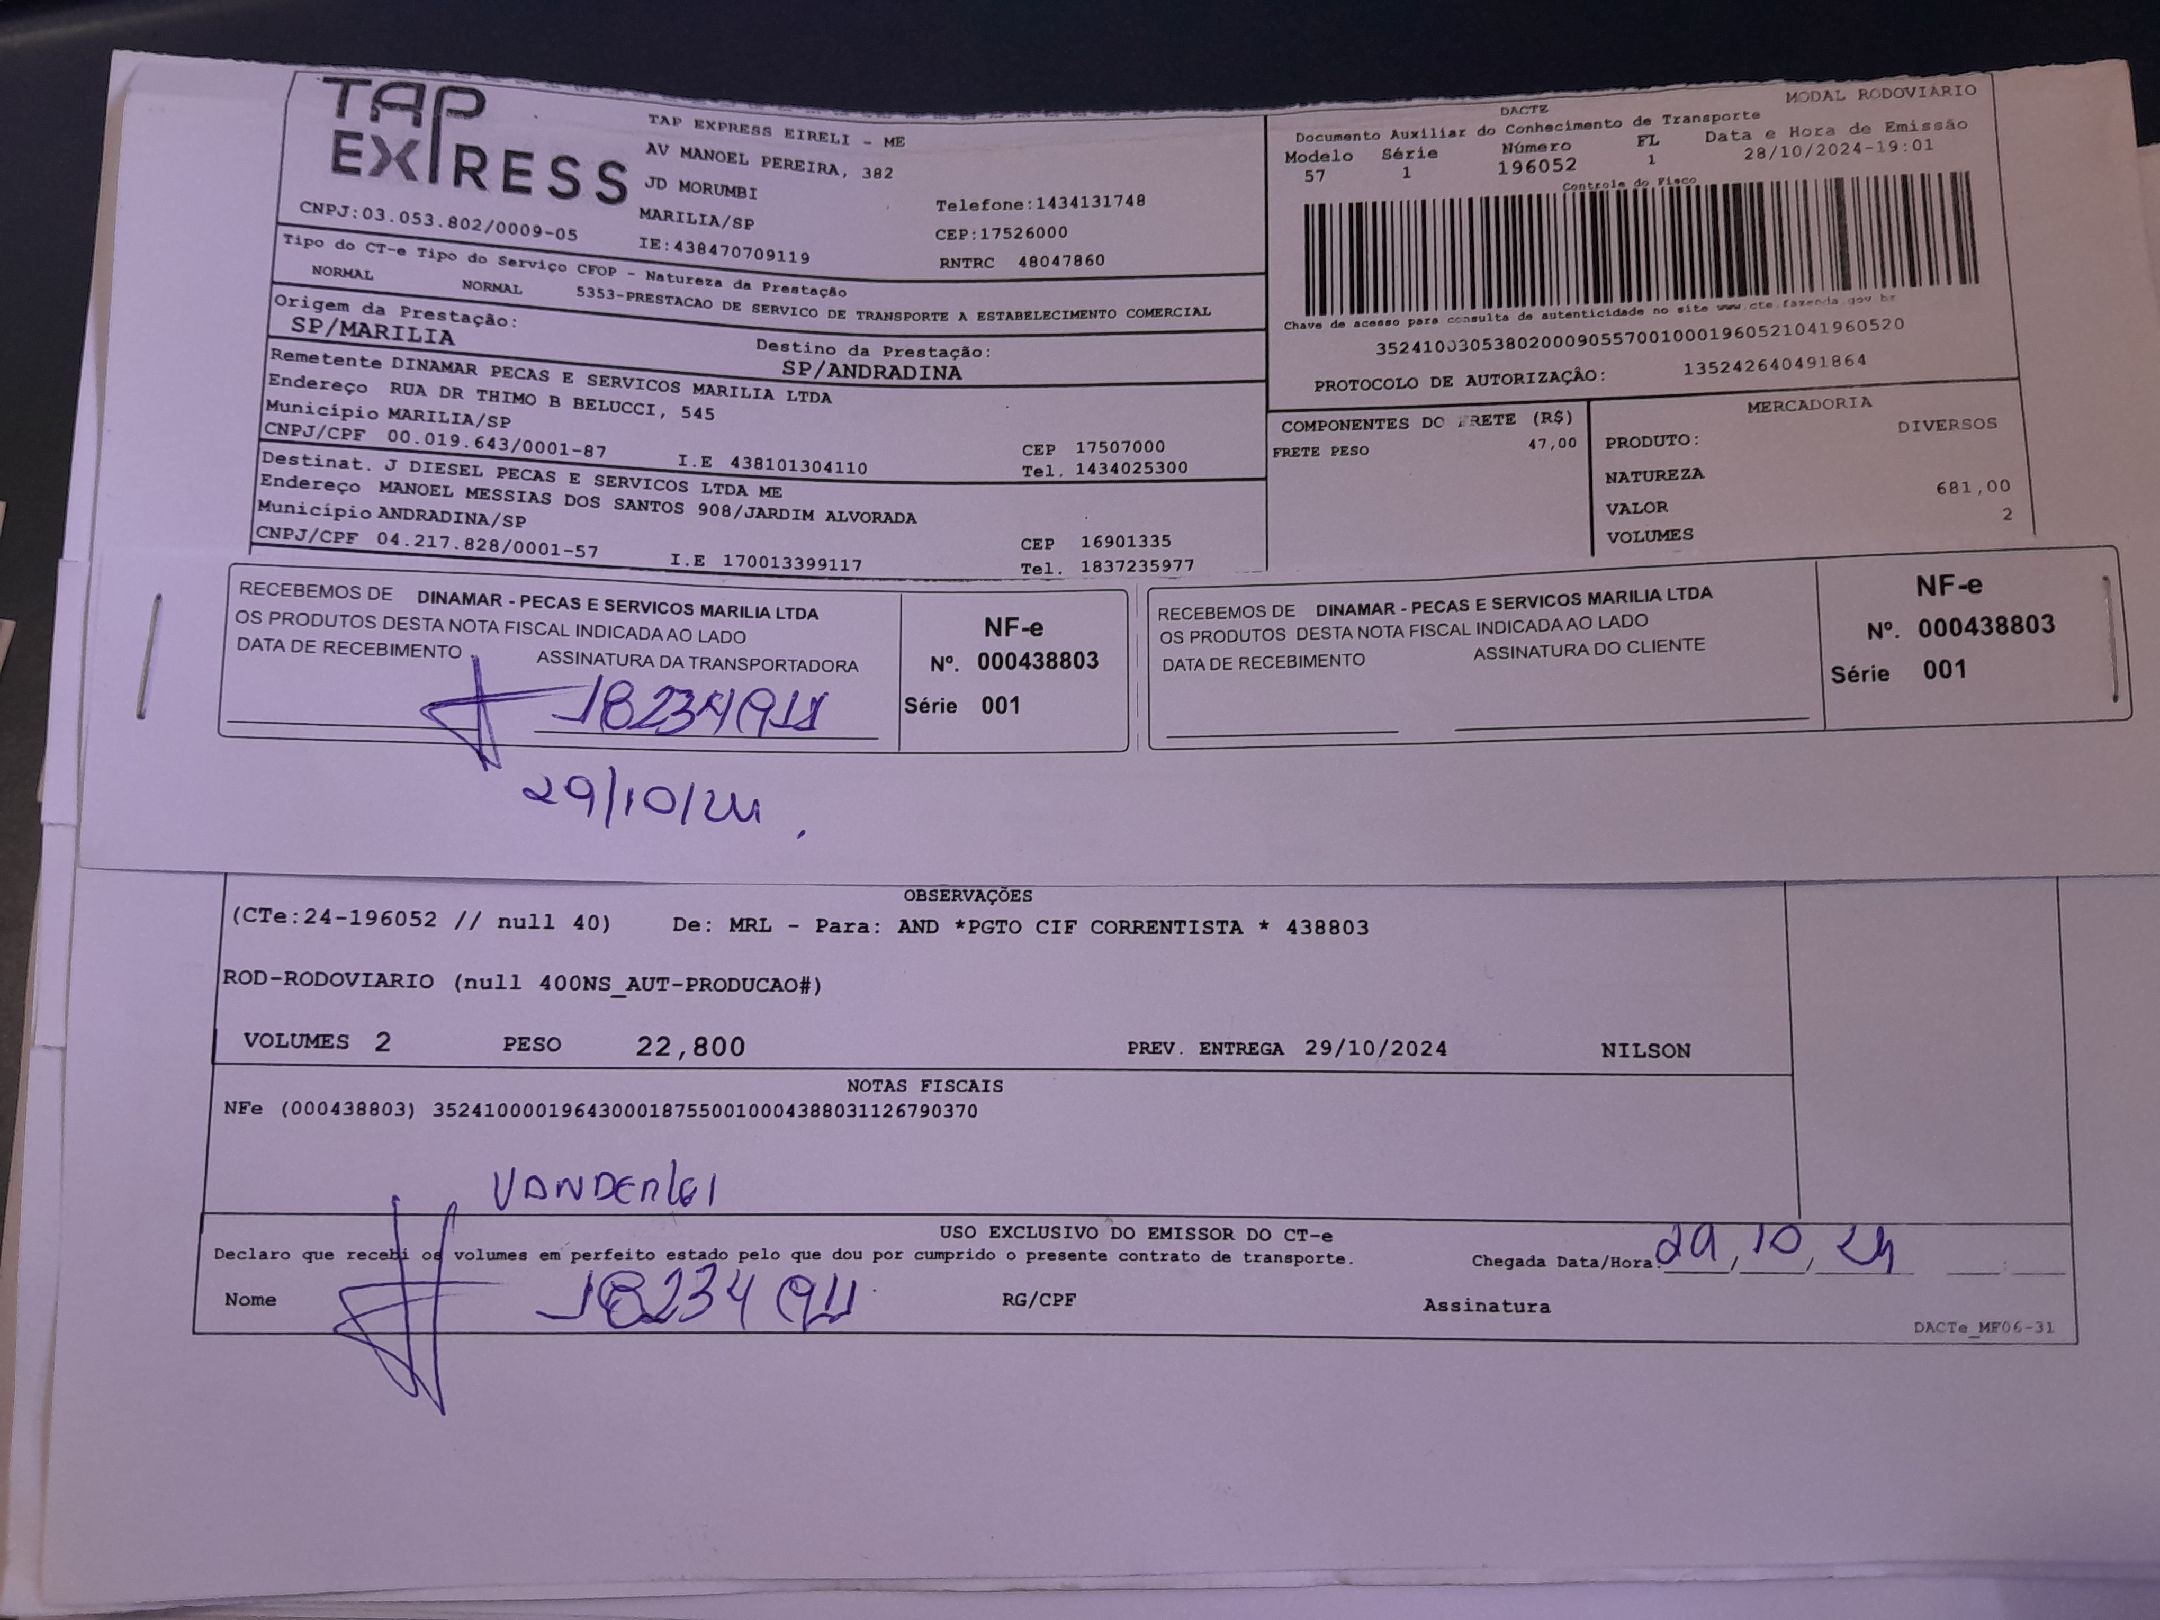 TAP EXPRESS
TAP EXPRESS EIRELI - ME
AV MANOEL PEREIRA, 382
JD MORUMBI
MARILIA/SP
IE:438470709119
CNPJ:03.053.802/0009-05
Telefone:1434131748
CEP:17526000
RNTRC 48047860
DACTE
MODAL RODOVIARIO
Documento Auxiliar do Conhecimento de Transporte
Modelo Série Número FL Data e Hora de Emissão
57 1 196052 1 28/10/2024-19:01
Controle do Fisco
Chave de acesso para consulta de autenticidade no site www.cte.fazenda.gov.br
35241003053802000905570010001960521041960520
PROTOCOLO DE AUTORIZAÇÃO: 135242640491864
Tipo do CT-e Tipo do Serviço CFOP - Natureza da Prestação
NORMAL NORMAL 5353-PRESTACAO DE SERVICO DE TRANSPORTE A ESTABELECIMENTO COMERCIAL
Origem da Prestação: Destino da Prestação:
SP/MARILIA SP/ANDRADINA
Remetente DINAMAR PECAS E SERVICOS MARILIA LTDA
Endereço RUA DR THIMO B BELUCCI, 545
Município MARILIA/SP CEP 17507000
CNPJ/CPF 00.019.643/0001-87 I.E 438101304110 Tel. 1434025300
Destinat. J DIESEL PECAS E SERVICOS LTDA ME
Endereço MANOEL MESSIAS DOS SANTOS 908/JARDIM ALVORADA
Município ANDRADINA/SP CEP 16901335
CNPJ/CPF 04.217.828/0001-57 I.E 170013399117 Tel. 1837235977
COMPONENTES DO FRETE (R$)
FRETE PESO 47,00
MERCADORIA
PRODUTO: DIVERSOS
NATUREZA
VALOR 681,00
VOLUMES 2
RECEBEMOS DE DINAMAR - PECAS E SERVICOS MARILIA LTDA
OS PRODUTOS DESTA NOTA FISCAL INDICADA AO LADO
DATA DE RECEBIMENTO ASSINATURA DA TRANSPORTADORA
NF-e
Nº. 000438803
Série 001
29/10/24
RECEBEMOS DE DINAMAR - PECAS E SERVICOS MARILIA LTDA
OS PRODUTOS DESTA NOTA FISCAL INDICADA AO LADO
DATA DE RECEBIMENTO ASSINATURA DO CLIENTE
NF-e
Nº. 000438803
Série 001
OBSERVAÇÕES
(CTe:24-196052 // null 40) De: MRL - Para: AND *PGTO CIF CORRENTISTA * 438803
ROD-RODOVIARIO (null 400NS_AUT-PRODUCAO#)
VOLUMES 2 PESO 22,800 PREV. ENTREGA 29/10/2024 NILSON
NOTAS FISCAIS
NFe (000438803) 35241000019643000187550010004388031126790370
VANDERLEI
USO EXCLUSIVO DO EMISSOR DO CT-e
Declaro que recebi os volumes em perfeito estado pelo que dou por cumprido o presente contrato de transporte. Chegada Data/Hora: 29/10/24
Nome RG/CPF Assinatura
DACTe_MF06-31